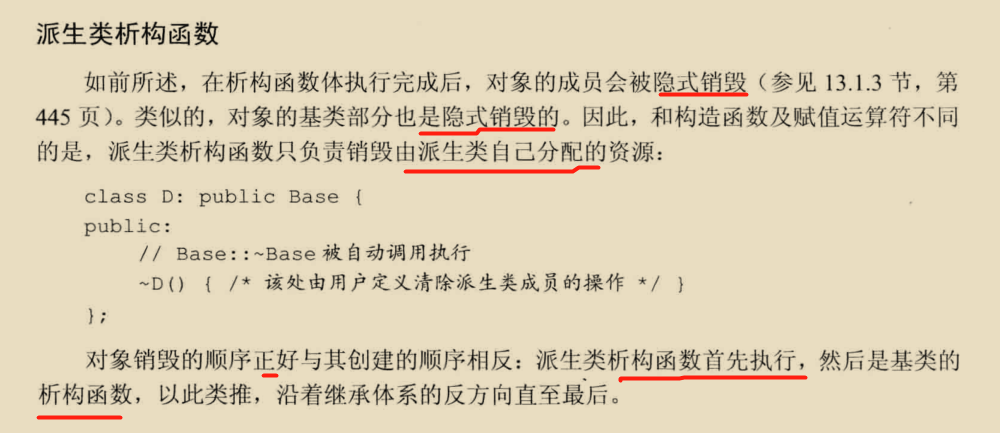 派生类析构函数
如前所述，在析构函数体执行完成后，对象的成员会被隐式销毁（参见 13.1.3 节，第
445 页）。类似的，对象的基类部分也是隐式销毁的。因此，和构造函数及赋值运算符不同
的是，派生类析构函数只负责销毁由派生类自己分配的资源：
class D: public Base {
public:
// Base::~Base 被自动调用执行
~D() { /* 该处由用户定义清除派生类成员的操作 */ }
};
对象销毁的顺序正好与其创建的顺序相反：派生类析构函数首先执行，然后是基类的
析构函数，以此类推，沿着继承体系的反方向直至最后。